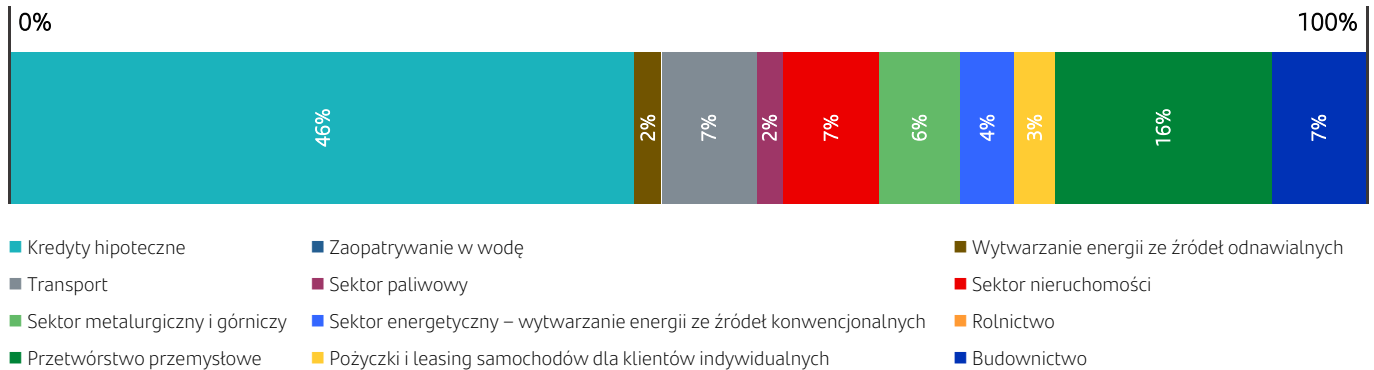 0% 100%
46% 2% 7% 2% 7% 6% 4% 3% 16% 7%
Kredyty hipoteczne Zaopatrywanie w wodę Wytwarzanie energii ze źródeł odnawialnych
Transport Sektor paliwowy Sektor nieruchomości
Sektor metalurgiczny i górniczy Sektor energetyczny – wytwarzanie energii ze źródeł konwencjonalnych Rolnictwo
Przetwórstwo przemysłowe Pożyczki i leasing samochodów dla klientów indywidualnych Budownictwo